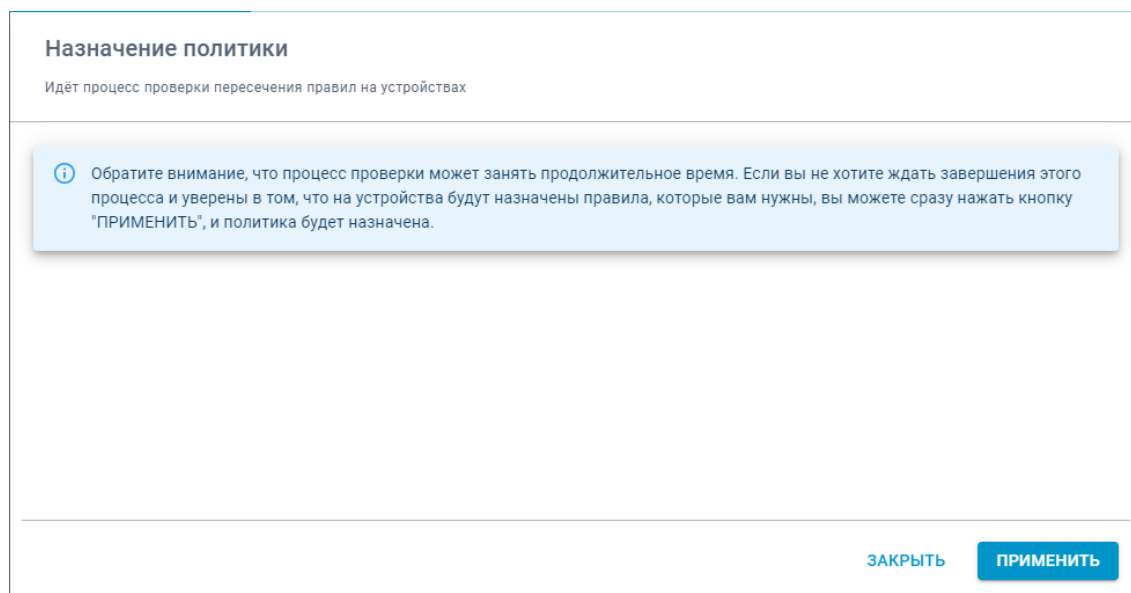 Назначение политики
Идёт процесс проверки пересечения правил на устройствах
Обратите внимание, что процесс проверки может занять продолжительное время. Если вы не хотите ждать завершения этого
процесса и уверены в том, что на устройства будут назначены правила, которые вам нужны, вы можете сразу нажать кнопку
"ПРИМЕНИТЬ", и политика будет назначена.
ЗАКРЫТЬ ПРИМЕНИТЬ